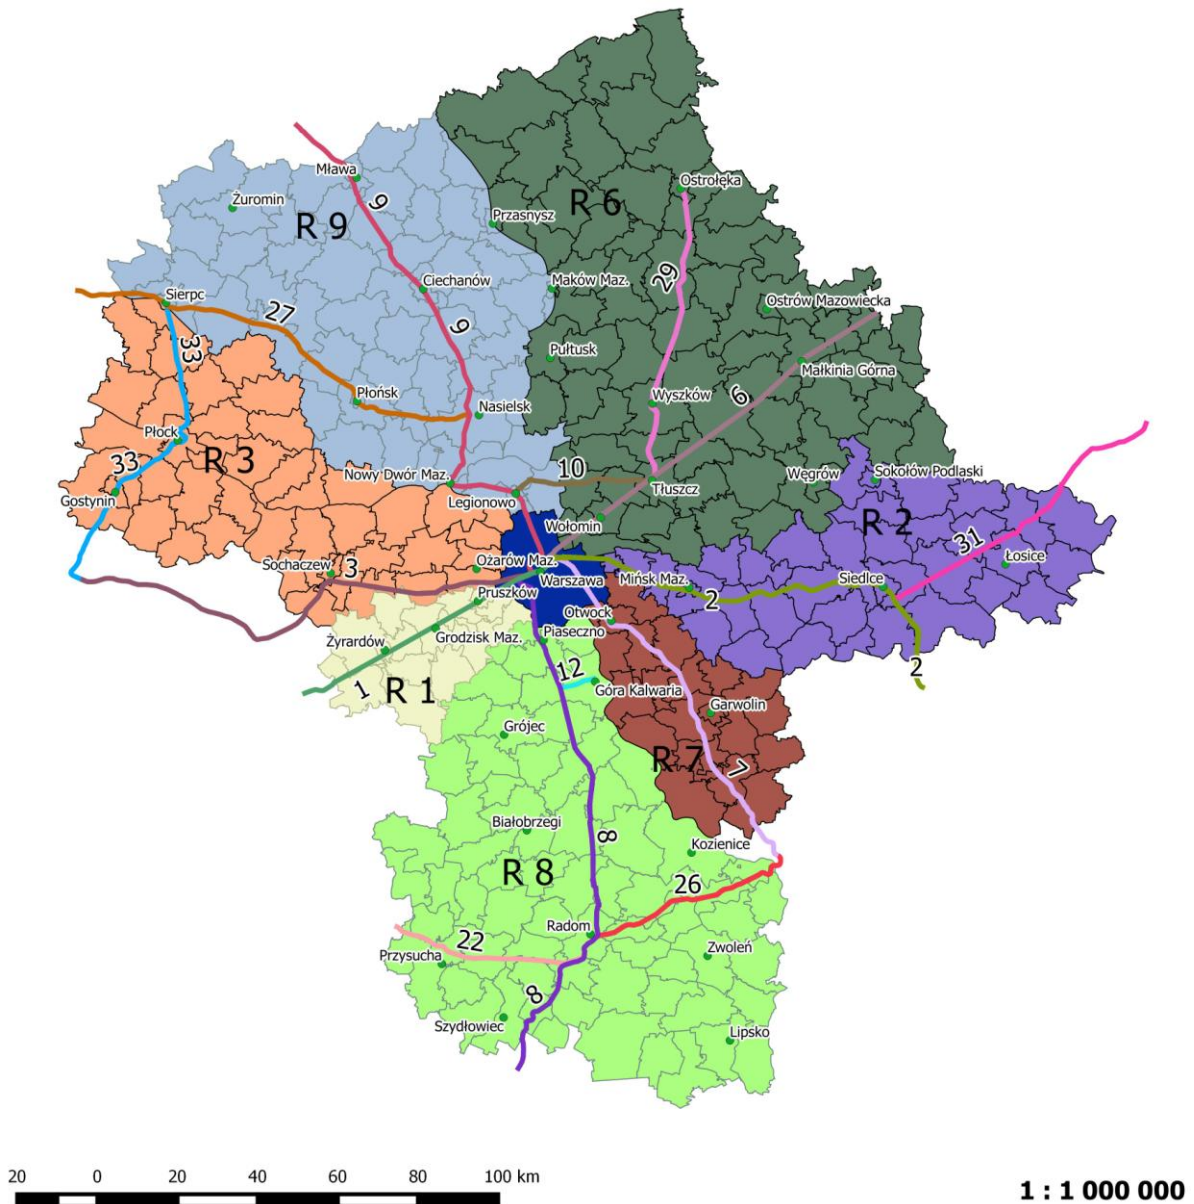 Mława
Ostrołęka
Żuromin
9
R 6
Przasnysz
R 9
29
Ciechanów
Maków Maz.
Sierpc
Ostrów Mazowiecka
27
9
33
Pułtusk
Małkinia Górna
Płońsk
Wyszków
6
Nasielsk
Płock
R 3
33
10
Nowy Dwór Maz.
Węgrów
Sokołów Podlaski
Gostynin
Legionowo
Tłuszcz
Wołomin
R 2
31
Ożarów Maz.
Łosice
Sochaczew
3
Warszawa
Mińsk Maz.
Siedlce
Pruszków
2
Otwock
Żyrardów
Grodzisk Maz.
Piaseczno
12
2
1
R 1
Góra Kalwaria
Garwolin
Grójec
R 7
7
Białobrzegi
8
Kozienice
R 8
26
Radom
22
Przysucha
Zwoleń
8
Szydłowiec
Lipsko
20 0 20 40 60 80 100 km
1 : 1 000 000